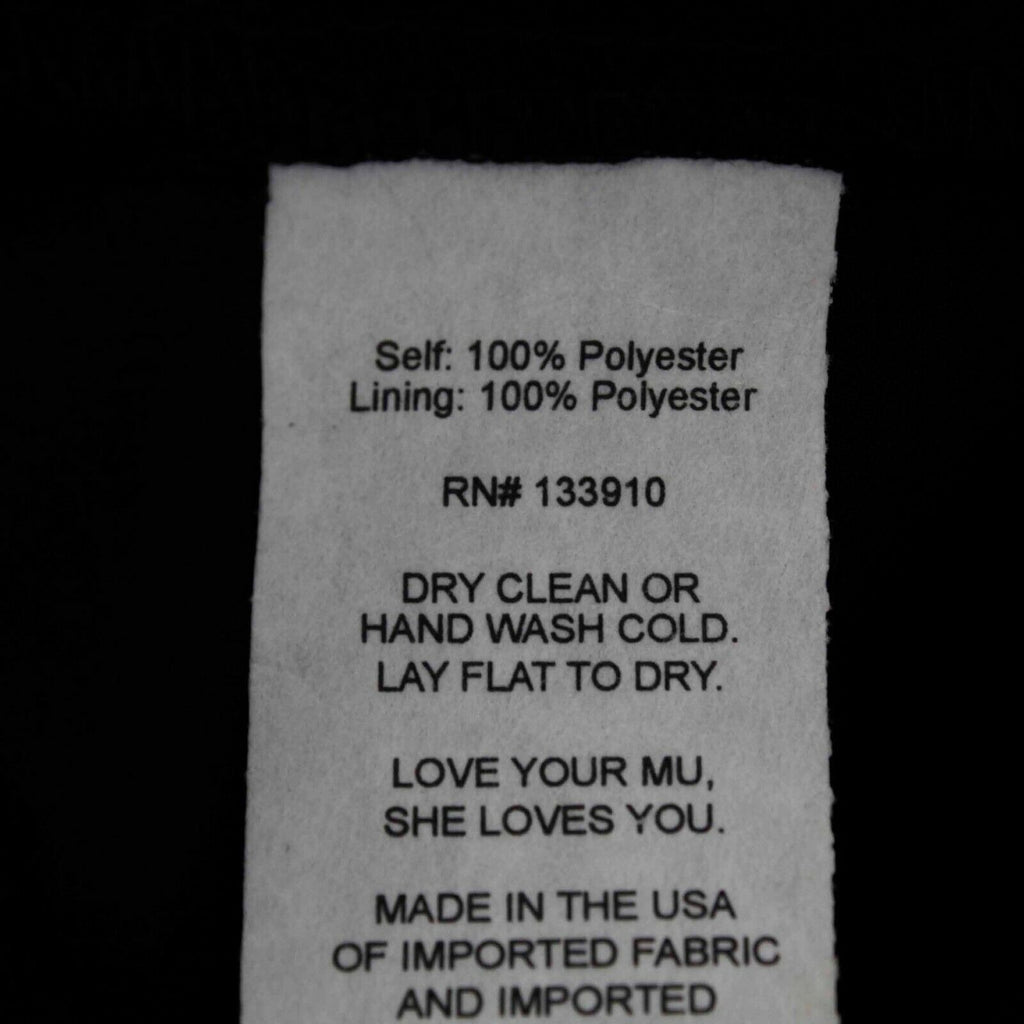 Self: 100% Polyester
Lining: 100% Polyester
RN# 133910
DRY CLEAN OR
HAND WASH COLD.
LAY FLAT TO DRY.
LOVE YOUR MU,
SHE LOVES YOU.
MADE IN THE USA
OF IMPORTED FABRIC
AND IMPORTED